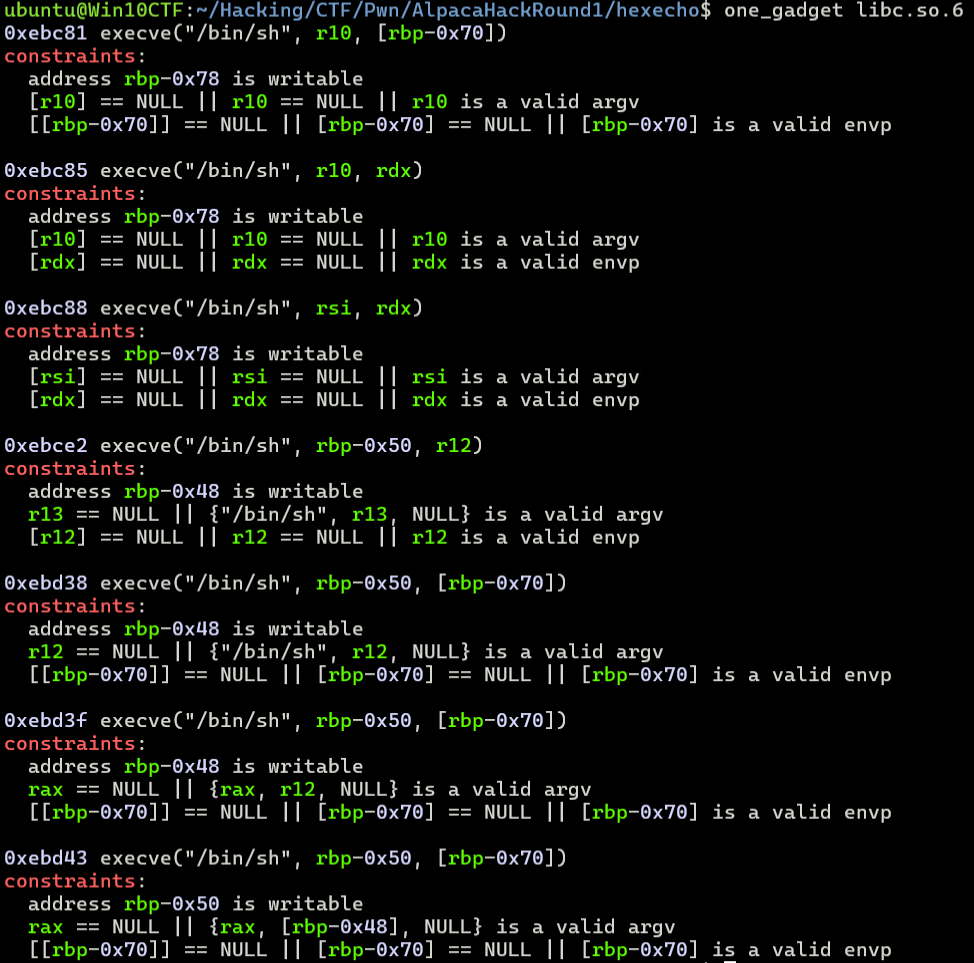 ubuntu@Win10CTF:~/Hacking/CTF/Pwn/AlpacaHackRound1/hexecho$ one_gadget libc.so.6
0xebc81 execve("/bin/sh", r10, [rbp-0x70])
constraints:
  address rbp-0x78 is writable
  [r10] == NULL || r10 == NULL || r10 is a valid argv
  [[rbp-0x70]] == NULL || [rbp-0x70] == NULL || [rbp-0x70] is a valid envp

0xebc85 execve("/bin/sh", r10, rdx)
constraints:
  address rbp-0x78 is writable
  [r10] == NULL || r10 == NULL || r10 is a valid argv
  [rdx] == NULL || rdx == NULL || rdx is a valid envp

0xebc88 execve("/bin/sh", rsi, rdx)
constraints:
  address rbp-0x78 is writable
  [rsi] == NULL || rsi == NULL || rsi is a valid argv
  [rdx] == NULL || rdx == NULL || rdx is a valid envp

0xebce2 execve("/bin/sh", rbp-0x50, r12)
constraints:
  address rbp-0x48 is writable
  r13 == NULL || {"/bin/sh", r13, NULL} is a valid argv
  [r12] == NULL || r12 == NULL || r12 is a valid envp

0xebd38 execve("/bin/sh", rbp-0x50, [rbp-0x70])
constraints:
  address rbp-0x48 is writable
  r12 == NULL || {"/bin/sh", r12, NULL} is a valid argv
  [[rbp-0x70]] == NULL || [rbp-0x70] == NULL || [rbp-0x70] is a valid envp

0xebd3f execve("/bin/sh", rbp-0x50, [rbp-0x70])
constraints:
  address rbp-0x48 is writable
  rax == NULL || {rax, r12, NULL} is a valid argv
  [[rbp-0x70]] == NULL || [rbp-0x70] == NULL || [rbp-0x70] is a valid envp

0xebd43 execve("/bin/sh", rbp-0x50, [rbp-0x70])
constraints:
  address rbp-0x50 is writable
  rax == NULL || {rax, [rbp-0x48], NULL} is a valid argv
  [[rbp-0x70]] == NULL || [rbp-0x70] == NULL || [rbp-0x70] is a valid envp